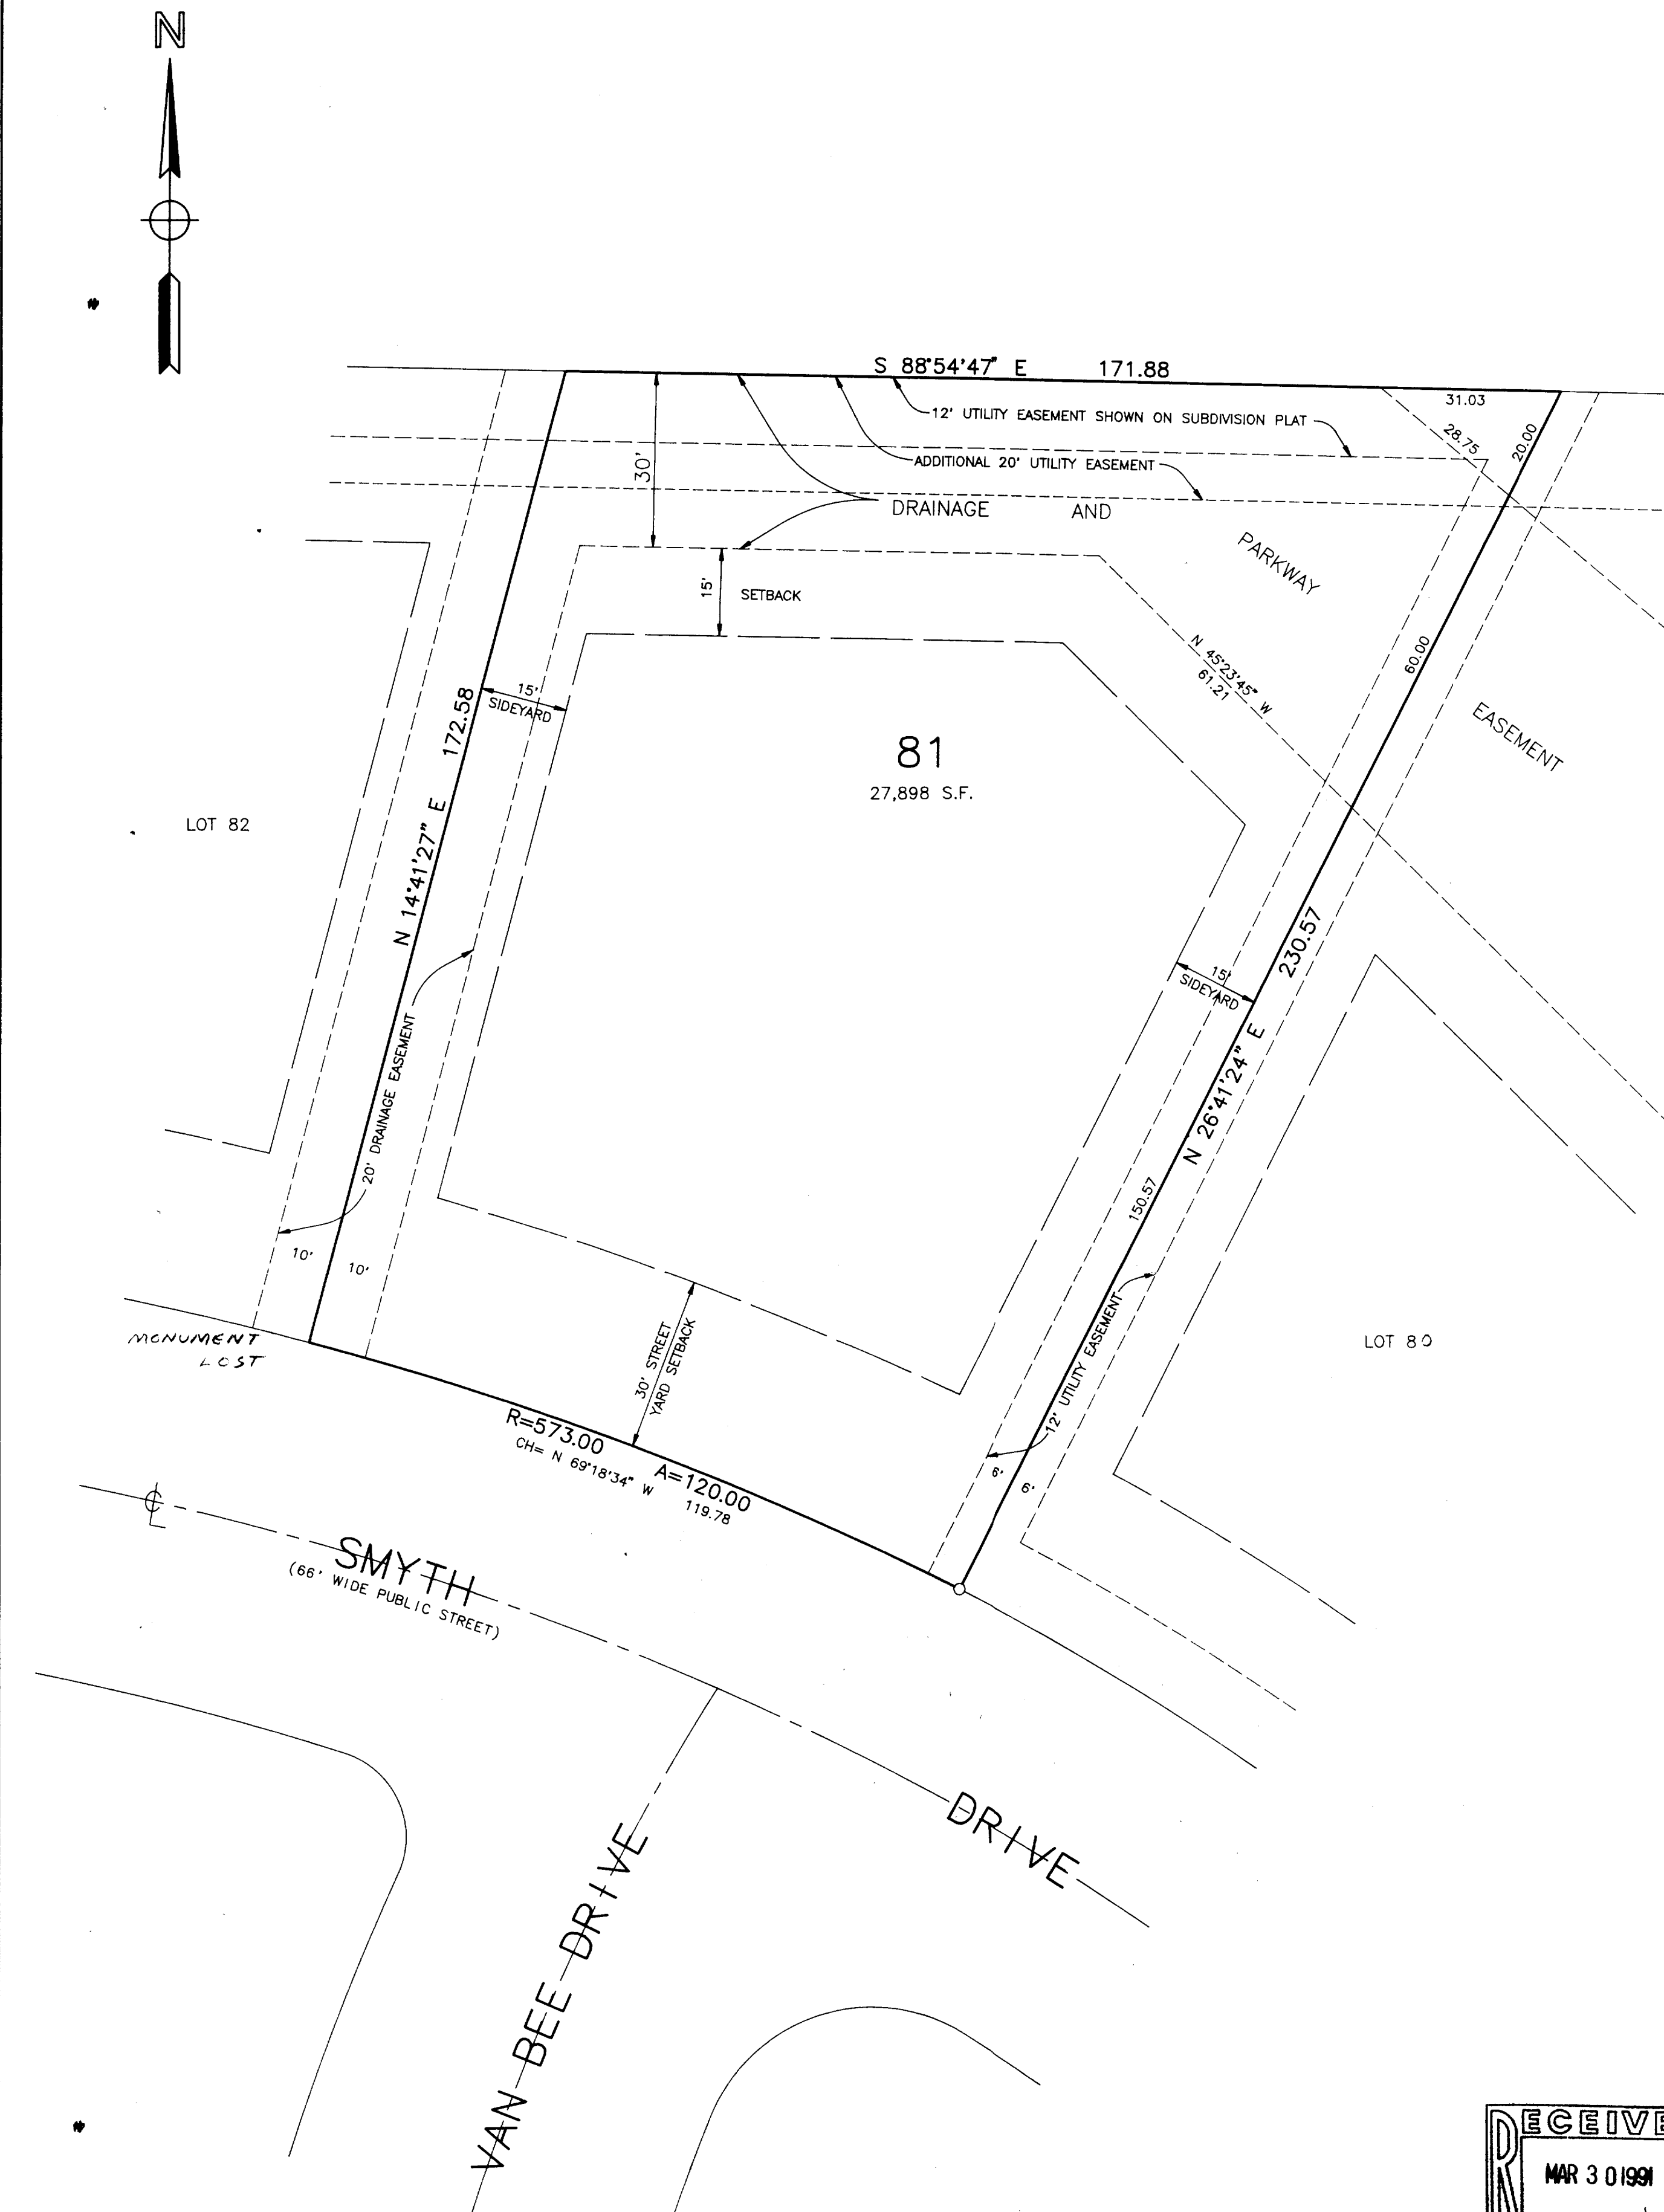 N
S 88°54'47" E 171.88
31.03
12' UTILITY EASEMENT SHOWN ON SUBDIVISION PLAT
28.75
20.00
ADDITIONAL 20' UTILITY EASEMENT
30'
DRAINAGE AND
PARKWAY
EASEMENT
15'
SETBACK
N 45°23'45" W
61.21
60.00
15'
SIDEYARD
N 14°41'27" E 172.58
81
27,898 S.F.
LOT 82
230.57
N 26°41'24" E
15'
SIDEYARD
20' DRAINAGE EASEMENT
150.57
10'
10'
MONUMENT
LOST
30' STREET
YARD SETBACK
12' UTILITY EASEMENT
LOT 80
R=573.00 A=120.00
CH= N 69°18'34" W 119.78
6'
6'
℄
SMYTH DRIVE
(66' WIDE PUBLIC STREET)
VAN BEE DRIVE
RECEIVE
MAR 30 1991